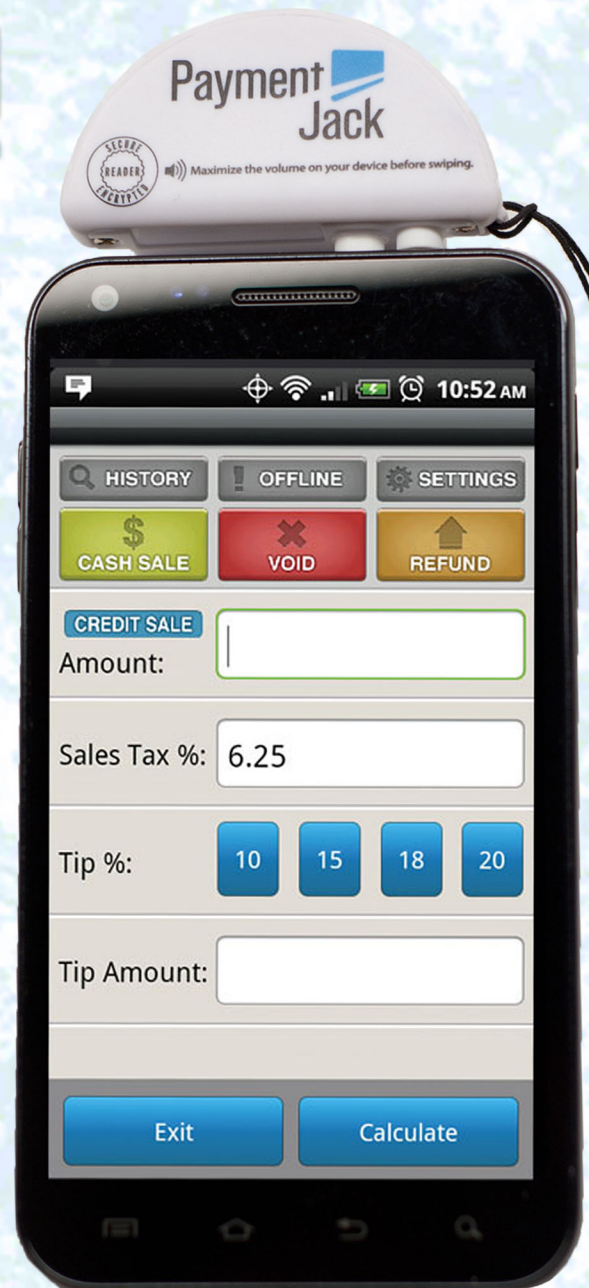 Payment
Jack
SECURE
READER
ENCRYPTED
Maximize the volume on your device before swiping.
10:52 AM
HISTORY
OFFLINE
SETTINGS
$
CASH SALE
VOID
REFUND
CREDIT SALE
Amount:
Sales Tax %: 6.25
Tip %: 10 15 18 20
Tip Amount:
Exit
Calculate